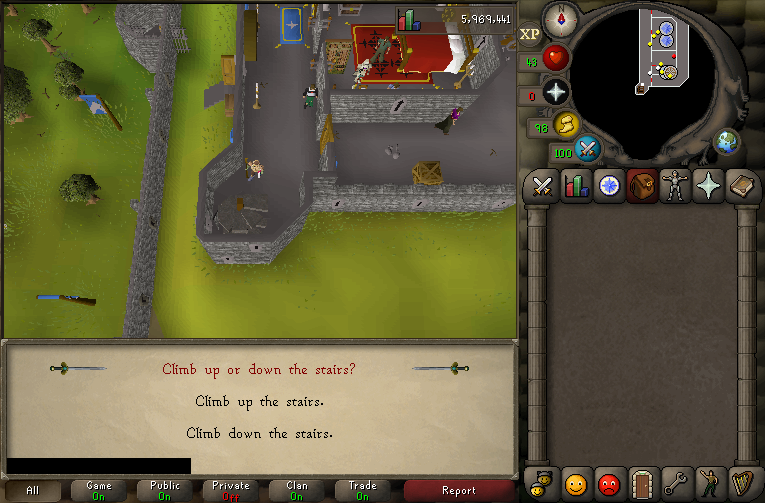 5,969,441
XP
N
43
0
98
100
Climb up or down the stairs?
Climb up the stairs.
Climb down the stairs.
All
Game
On
Public
On
Private
Off
Clan
On
Trade
On
Report